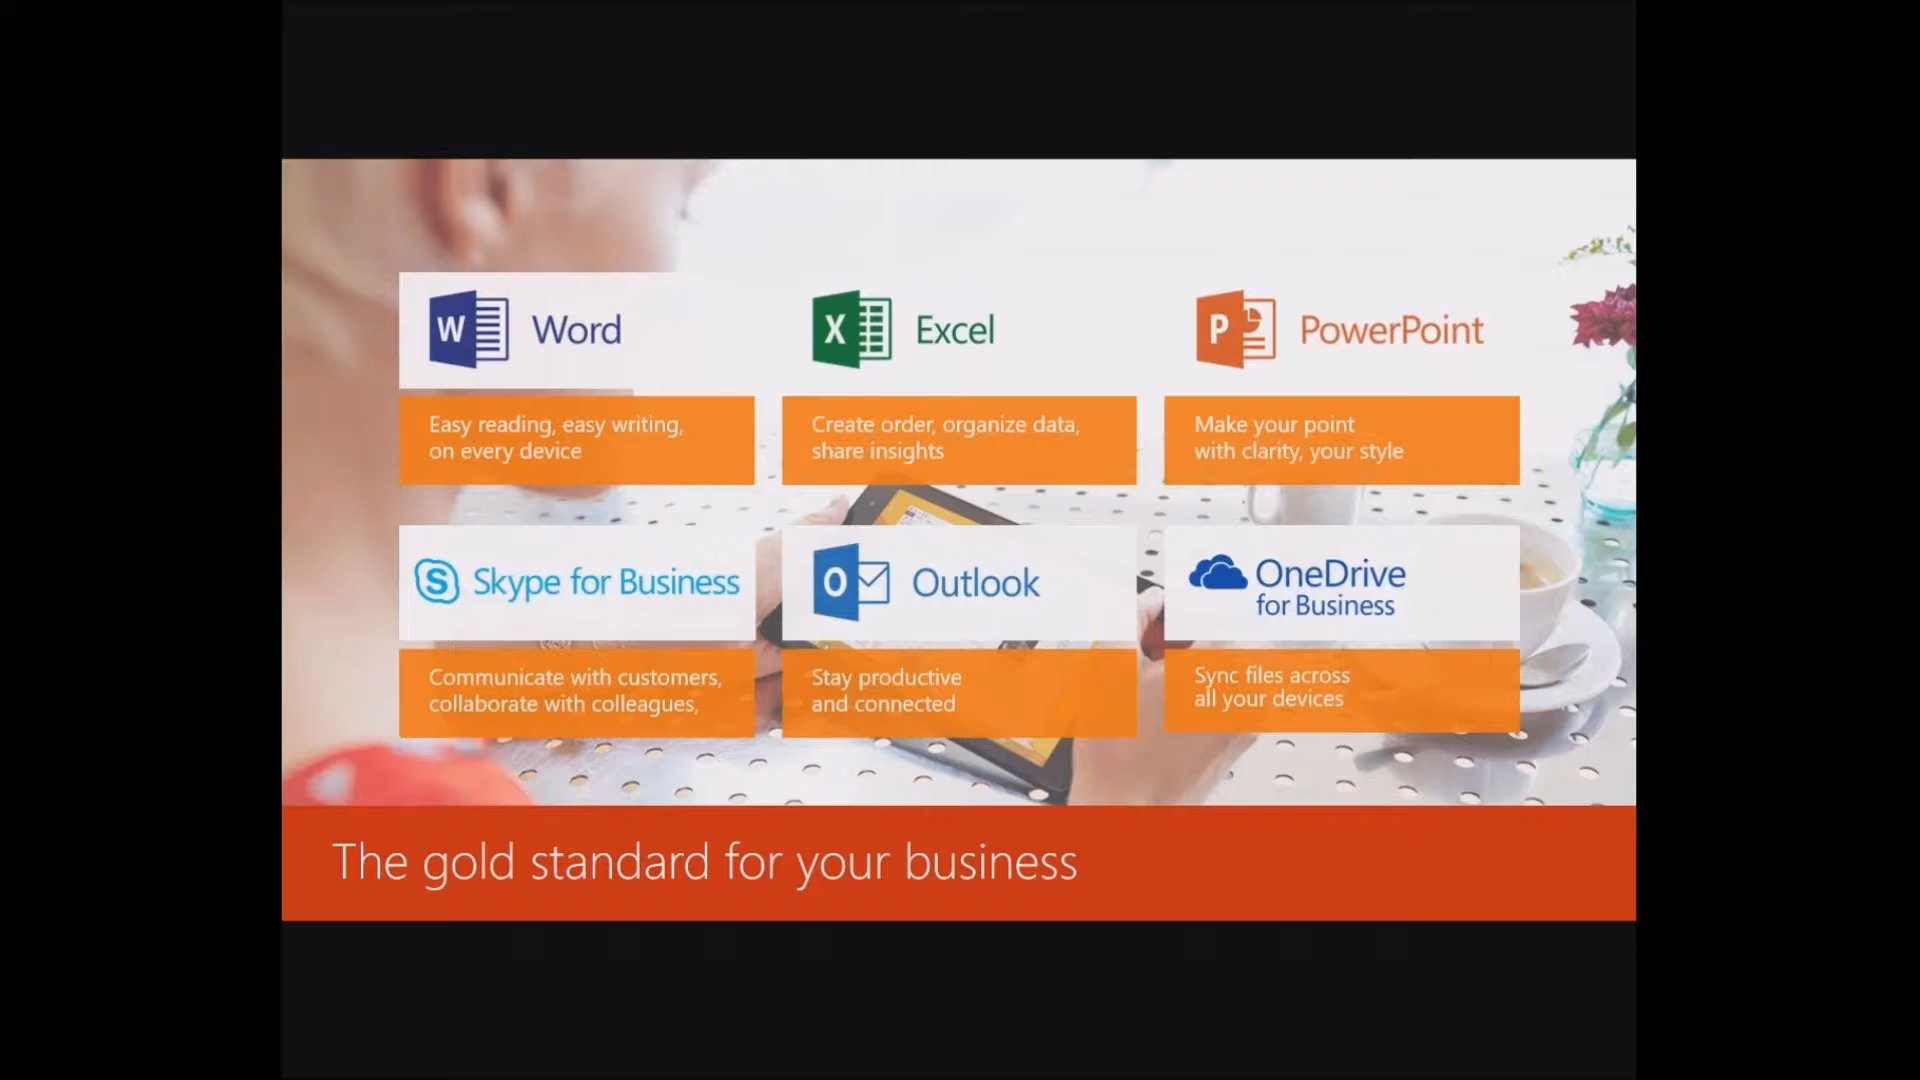 W Word
X Excel
P PowerPoint
Easy reading, easy writing,
on every device
Create order, organize data,
share insights
Make your point
with clarity, your style
S Skype for Business
O Outlook
OneDrive
for Business
Communicate with customers,
collaborate with colleagues,
Stay productive
and connected
Sync files across
all your devices
The gold standard for your business